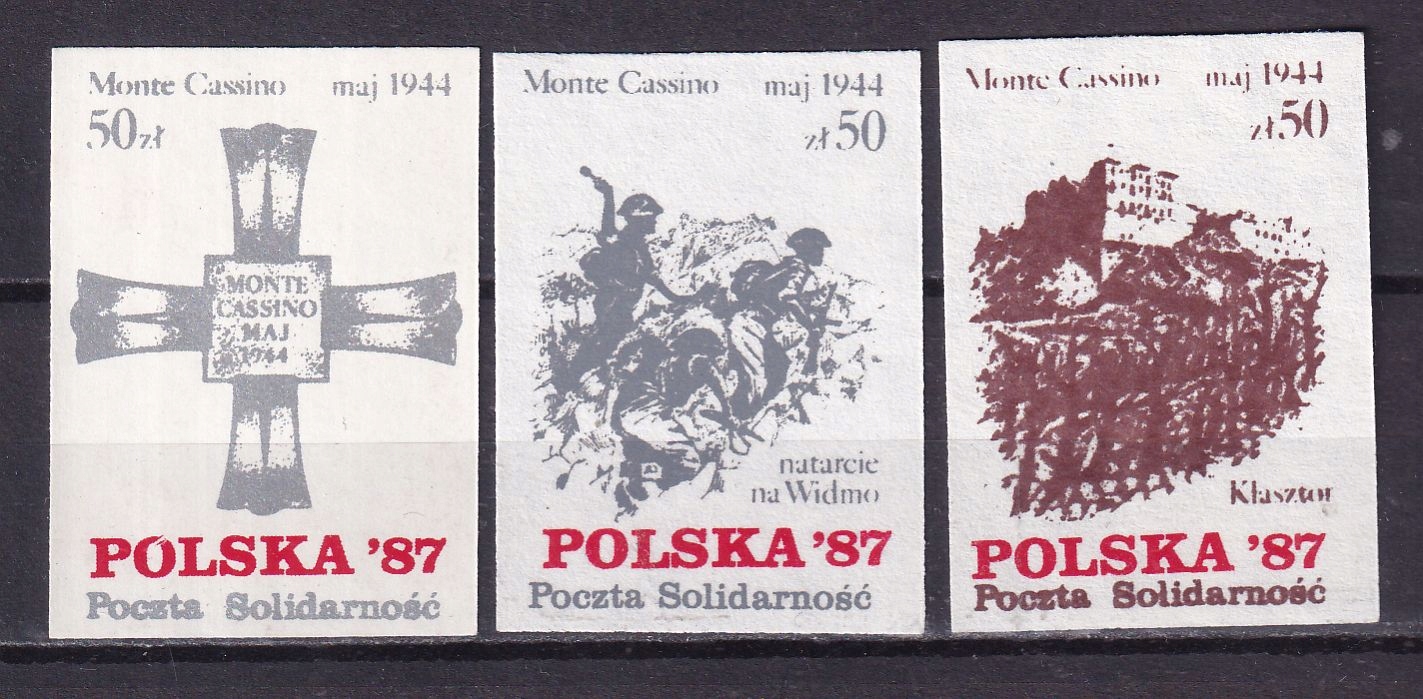 Monte Cassino maj 1944
50 zł
MONTE
CASSINO
MAJ
1944
POLSKA '87
Poczta Solidarność
Monte Cassino maj 1944
zł 50
natarcie
na Widmo
POLSKA '87
Poczta Solidarność
Monte Cassino maj 1944
zł 50
Klasztor
POLSKA '87
Poczta Solidarność